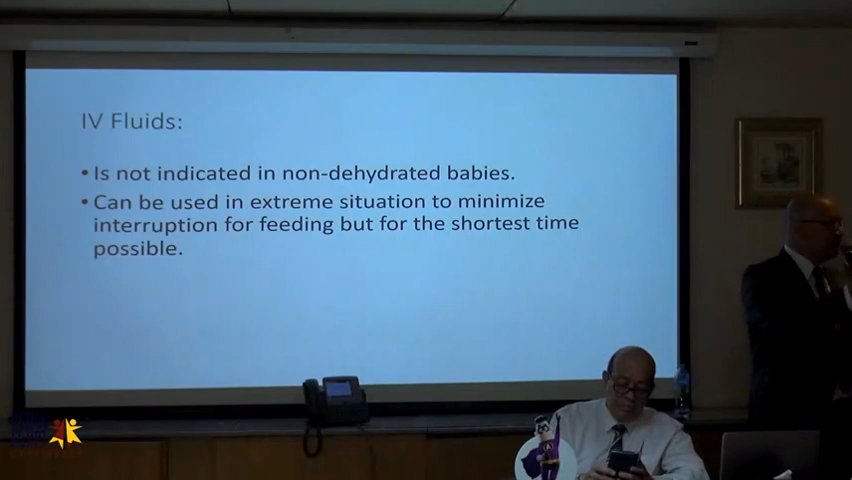 IV Fluids:
• Is not indicated in non-dehydrated babies.
• Can be used in extreme situation to minimize
interruption for feeding but for the shortest time
possible.